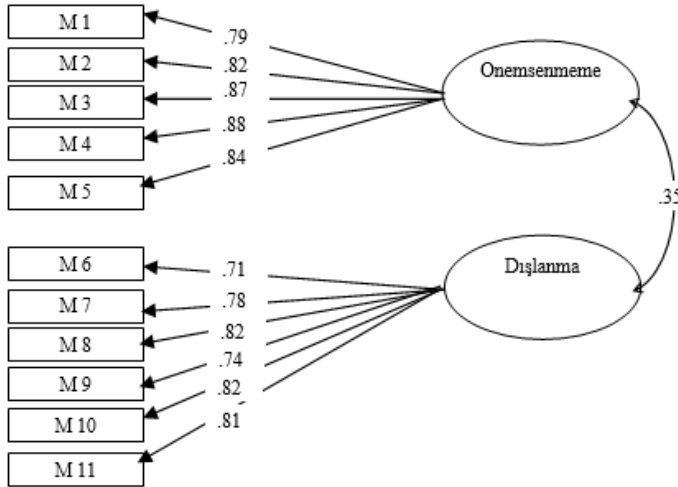 M 1
.79
M 2
.82
Onemsenmeme
M 3
.87
M 4
.88
M 5
.84
.35
M 6
.71
Dışlanma
M 7
.78
M 8
.82
M 9
.74
M 10
.82
M 11
.81